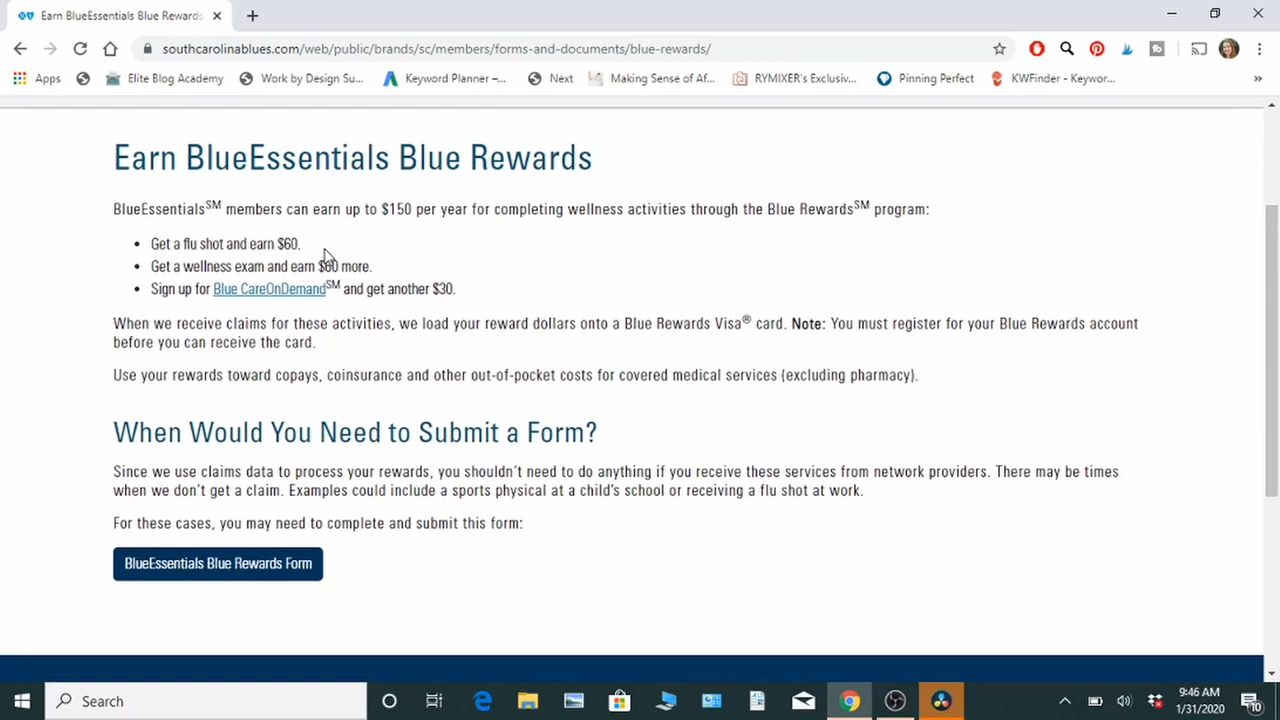 Earn BlueEssentials Blue Rewards
southcarolinablues.com/web/public/brands/sc/members/forms-and-documents/blue-rewards/
Apps Elite Blog Academy Work by Design Su... Keyword Planner –... Next Making Sense of Af... RYMIXER's Exclusiv... Pinning Perfect KWFinder - Keywor... »
Earn BlueEssentials Blue Rewards
BlueEssentialsSM members can earn up to $150 per year for completing wellness activities through the Blue RewardsSM program:
• Get a flu shot and earn $60.
• Get a wellness exam and earn $60 more.
• Sign up for Blue CareOnDemandSM and get another $30.
When we receive claims for these activities, we load your reward dollars onto a Blue Rewards Visa® card. Note: You must register for your Blue Rewards account
before you can receive the card.
Use your rewards toward copays, coinsurance and other out-of-pocket costs for covered medical services (excluding pharmacy).
When Would You Need to Submit a Form?
Since we use claims data to process your rewards, you shouldn't need to do anything if you receive these services from network providers. There may be times
when we don't get a claim. Examples could include a sports physical at a child's school or receiving a flu shot at work.
For these cases, you may need to complete and submit this form:
BlueEssentials Blue Rewards Form
Search
9:46 AM
1/31/2020
10